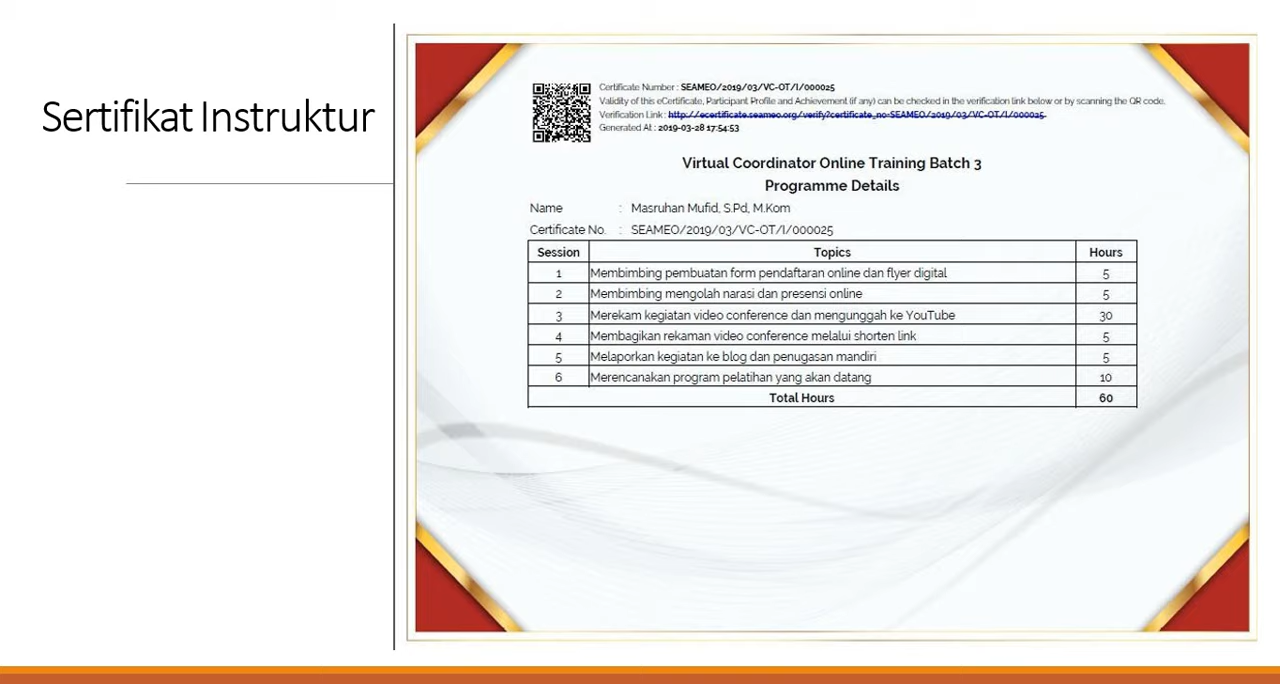 Sertifikat Instruktur
Certificate Number : SEAMEO/2019/03/VC-OT/I/000025
Validity of this eCertificate, Participant Profile and Achievement (if any) can be checked in the verification link below or by scanning the QR code.
Verification Link : http://ecertificate.seameo.org/verify?certificate_no=SEAMEO/2019/03/VC-OT/I/000025
Generated At : 2019-03-28 17:54:53
Virtual Coordinator Online Training Batch 3
Programme Details
Name : Masruhan Mufid, S.Pd, M.Kom
Certificate No. : SEAMEO/2019/03/VC-OT/I/000025
Session Topics Hours
1 Membimbing pembuatan form pendaftaran online dan flyer digital 5
2 Membimbing mengolah narasi dan presensi online 5
3 Merekam kegiatan video conference dan mengunggah ke YouTube 30
4 Membagikan rekaman video conference melalui shorten link 5
5 Melaporkan kegiatan ke blog dan penugasan mandiri 5
6 Merencanakan program pelatihan yang akan datang 10
Total Hours 60